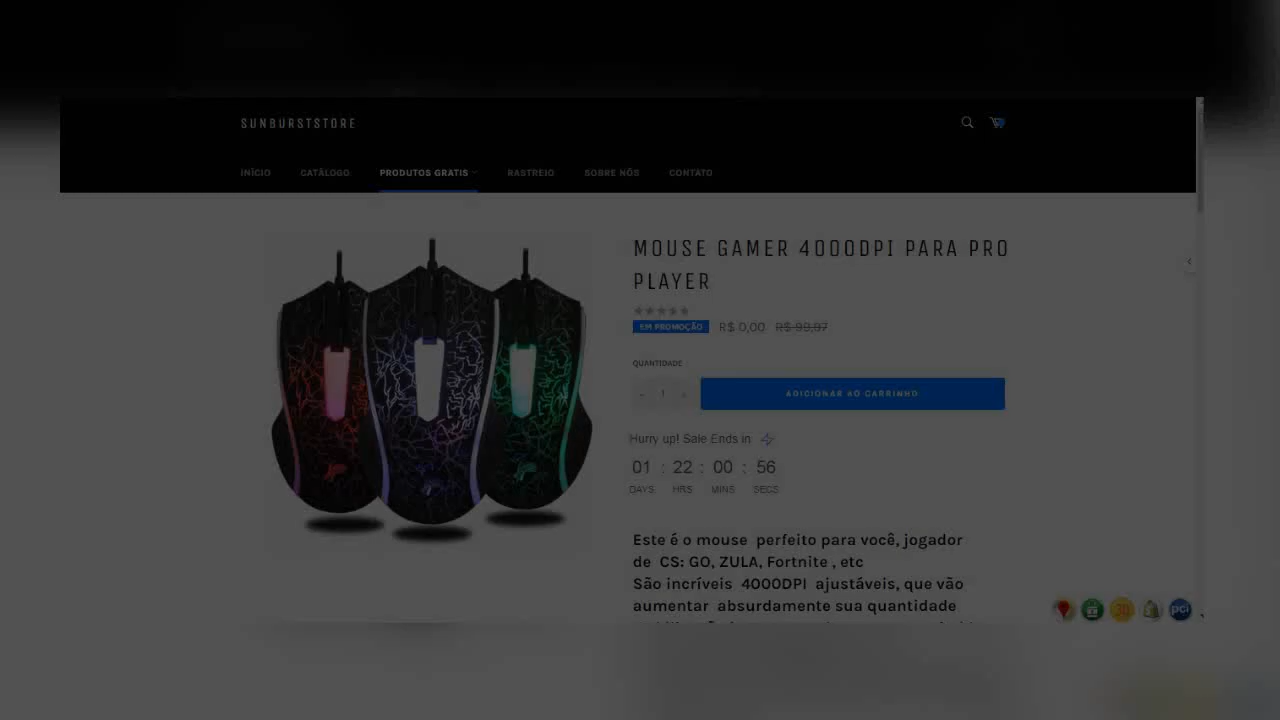 SUNBURSTSTORE
INÍCIO CATÁLOGO PRODUTOS GRATIS RASTREIO SOBRE NÓS CONTATO
MOUSE GAMER 4000DPI PARA PRO
PLAYER
EM PROMOÇÃO R$ 0,00 R$ 99,97
QUANTIDADE
- 1 +
ADICIONAR AO CARRINHO
Hurry up! Sale Ends in
01 : 22 : 00 : 56
DAYS HRS MINS SECS
Este é o mouse perfeito para você, jogador
de CS: GO, ZULA, Fortnite , etc
São incríveis 4000DPI ajustáveis, que vão
aumentar absurdamente sua quantidade
30
pci